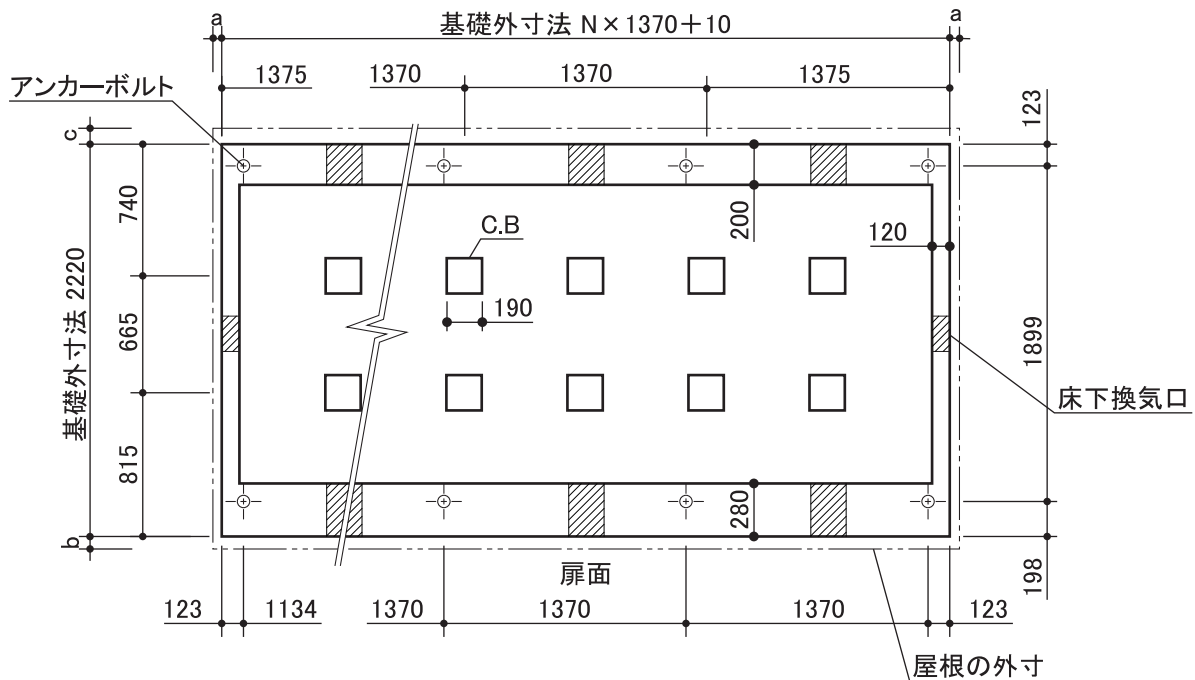 a
基礎外寸法 N×1370+10
a
1375
1370
1370
1375
アンカーボルト
c
123
740
200
C.B
120
基礎外寸法 2220
190
665
1899
床下換気口
815
280
b
扉面
198
123
1134
1370
1370
1370
123
屋根の外寸